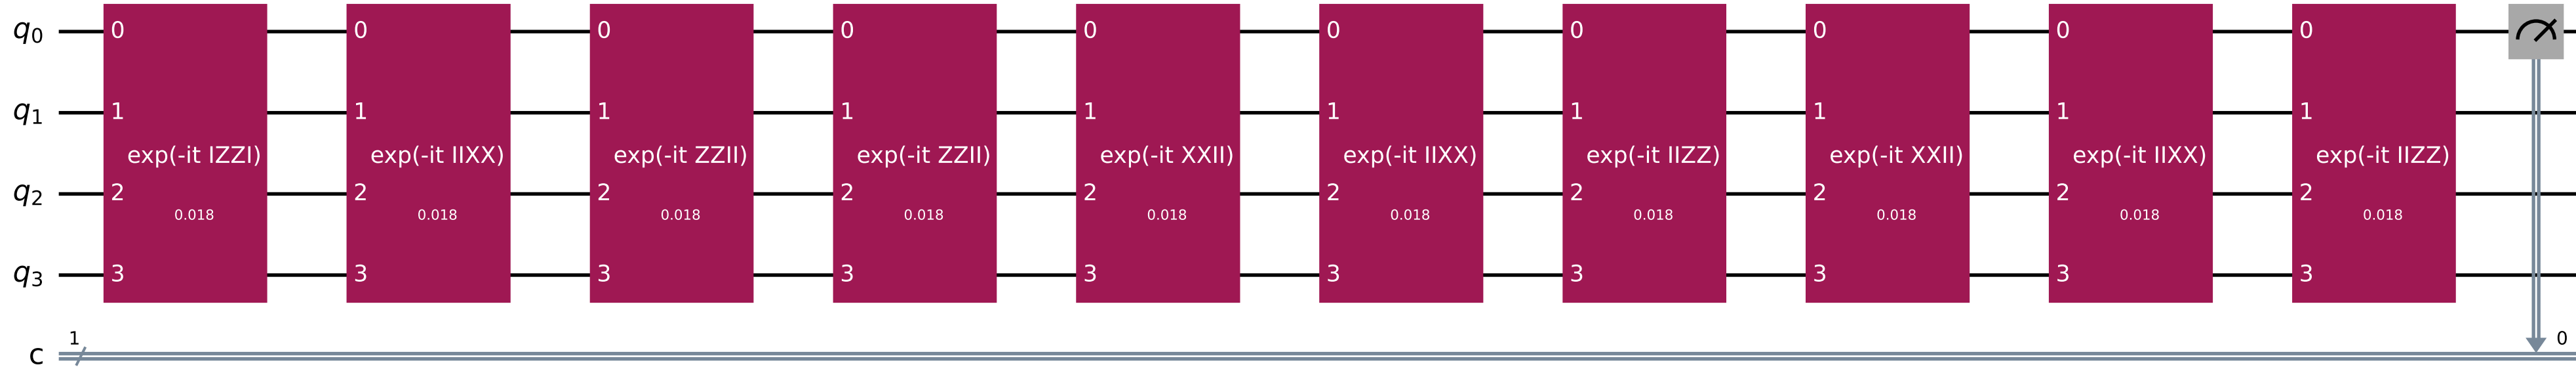 q0 0 0 0 0 0 0 0 0 0 0
q1 1 1 1 1 1 1 1 1 1 1
exp(-it IZZI) exp(-it IIXX) exp(-it ZZII) exp(-it ZZII) exp(-it XXII) exp(-it IIXX) exp(-it IIZZ) exp(-it XXII) exp(-it IIXX) exp(-it IIZZ)
q2 2 2 2 2 2 2 2 2 2 2
0.018 0.018 0.018 0.018 0.018 0.018 0.018 0.018 0.018 0.018
q3 3 3 3 3 3 3 3 3 3 3
1 0
c